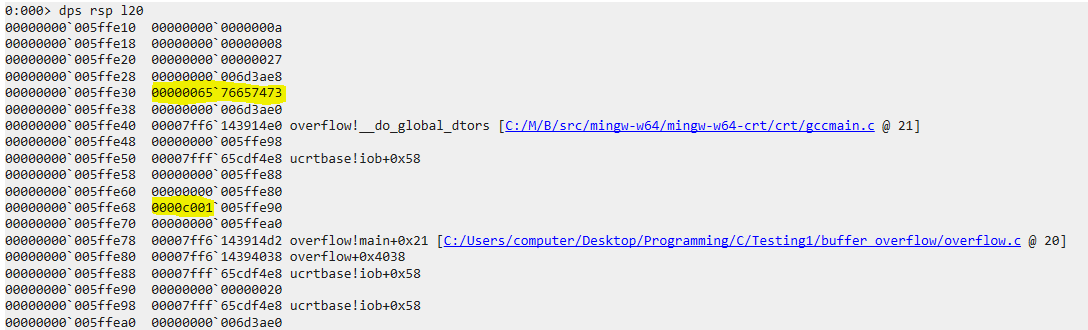 0:000> dps rsp l20
00000000`005ffe10  00000000`0000000a
00000000`005ffe18  00000000`00000008
00000000`005ffe20  00000000`00000027
00000000`005ffe28  00000000`006d3ae8
00000000`005ffe30  00000065`76657473
00000000`005ffe38  00000000`006d3ae0
00000000`005ffe40  00007ff6`143914e0 overflow!__do_global_dtors [C:/M/B/src/mingw-w64/mingw-w64-crt/crt/gccmain.c @ 21]
00000000`005ffe48  00000000`005ffe98
00000000`005ffe50  00007fff`65cdf4e8 ucrtbase!iob+0x58
00000000`005ffe58  00000000`005ffe88
00000000`005ffe60  00000000`005ffe80
00000000`005ffe68  0000c001`005ffe90
00000000`005ffe70  00000000`005ffea0
00000000`005ffe78  00007ff6`143914d2 overflow!main+0x21 [C:/Users/computer/Desktop/Programming/C/Testing1/buffer overflow/overflow.c @ 20]
00000000`005ffe80  00007ff6`14394038 overflow+0x4038
00000000`005ffe88  00007fff`65cdf4e8 ucrtbase!iob+0x58
00000000`005ffe90  00000000`00000020
00000000`005ffe98  00007fff`65cdf4e8 ucrtbase!iob+0x58
00000000`005ffea0  00000000`006d3ae0